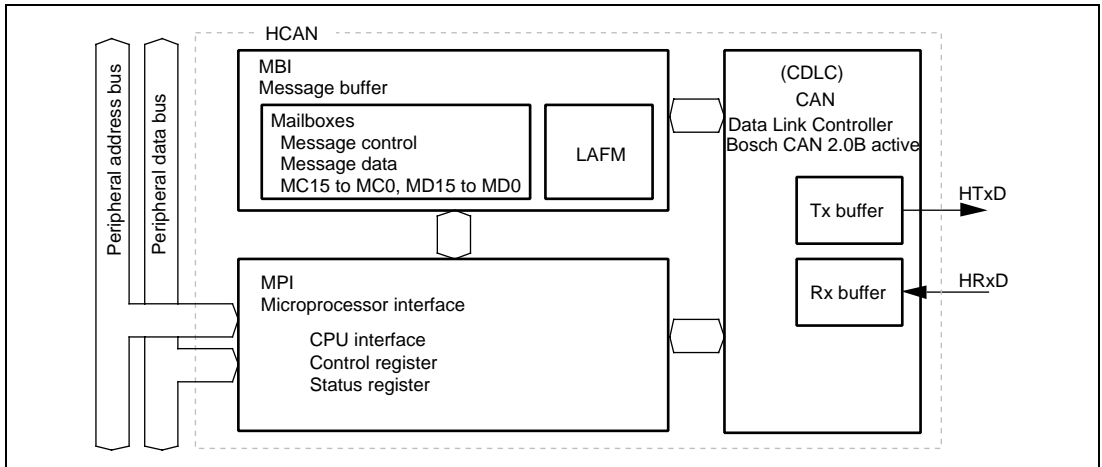 HCAN
Peripheral address bus
Peripheral data bus
MBI
Message buffer
Mailboxes
Message control
Message data
MC15 to MC0, MD15 to MD0
LAFM
MPI
Microprocessor interface
CPU interface
Control register
Status register
(CDLC)
CAN
Data Link Controller
Bosch CAN 2.0B active
Tx buffer
Rx buffer
HTxD
HRxD